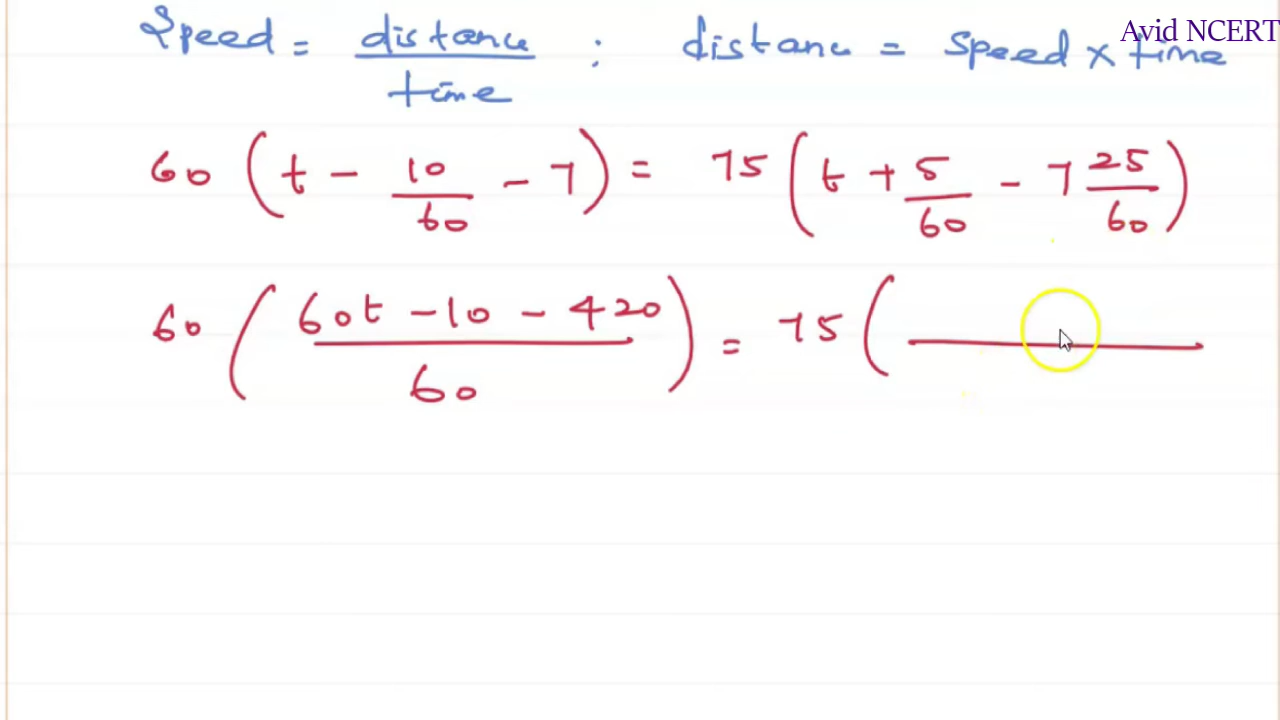 Avid NCERT
Speed = distance / time ; distance = speed × time
60 ( t - 10/60 - 7 ) = 75 ( t + 5/60 - 7 25/60 )
60 ( 60t - 10 - 420 / 60 ) = 75 (